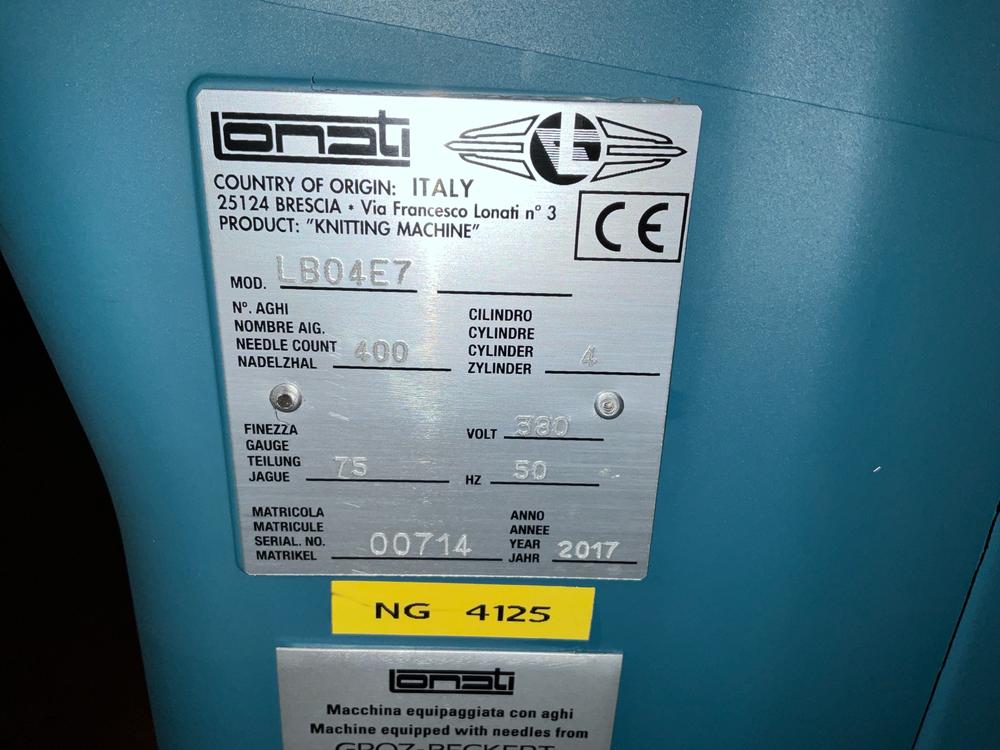 Lonati
L
COUNTRY OF ORIGIN: ITALY
25124 BRESCIA • Via Francesco Lonati n° 3
PRODUCT: "KNITTING MACHINE"
CE
MOD. LB04E7
N°. AGHI
NOMBRE AIG.
NEEDLE COUNT 400
NADELZHAL
CILINDRO
CYLINDRE
CYLINDER 4
ZYLINDER
FINEZZA
GAUGE
TEILUNG 75
JAGUE
VOLT 380
HZ 50
MATRICOLA
MATRICULE
SERIAL. NO. 00714
MATRIKEL
ANNO
ANNEE
YEAR 2017
JAHR
NG 4125
Lonati
Macchina equipaggiata con aghi
Machine equipped with needles from
GROZ-BECKERT